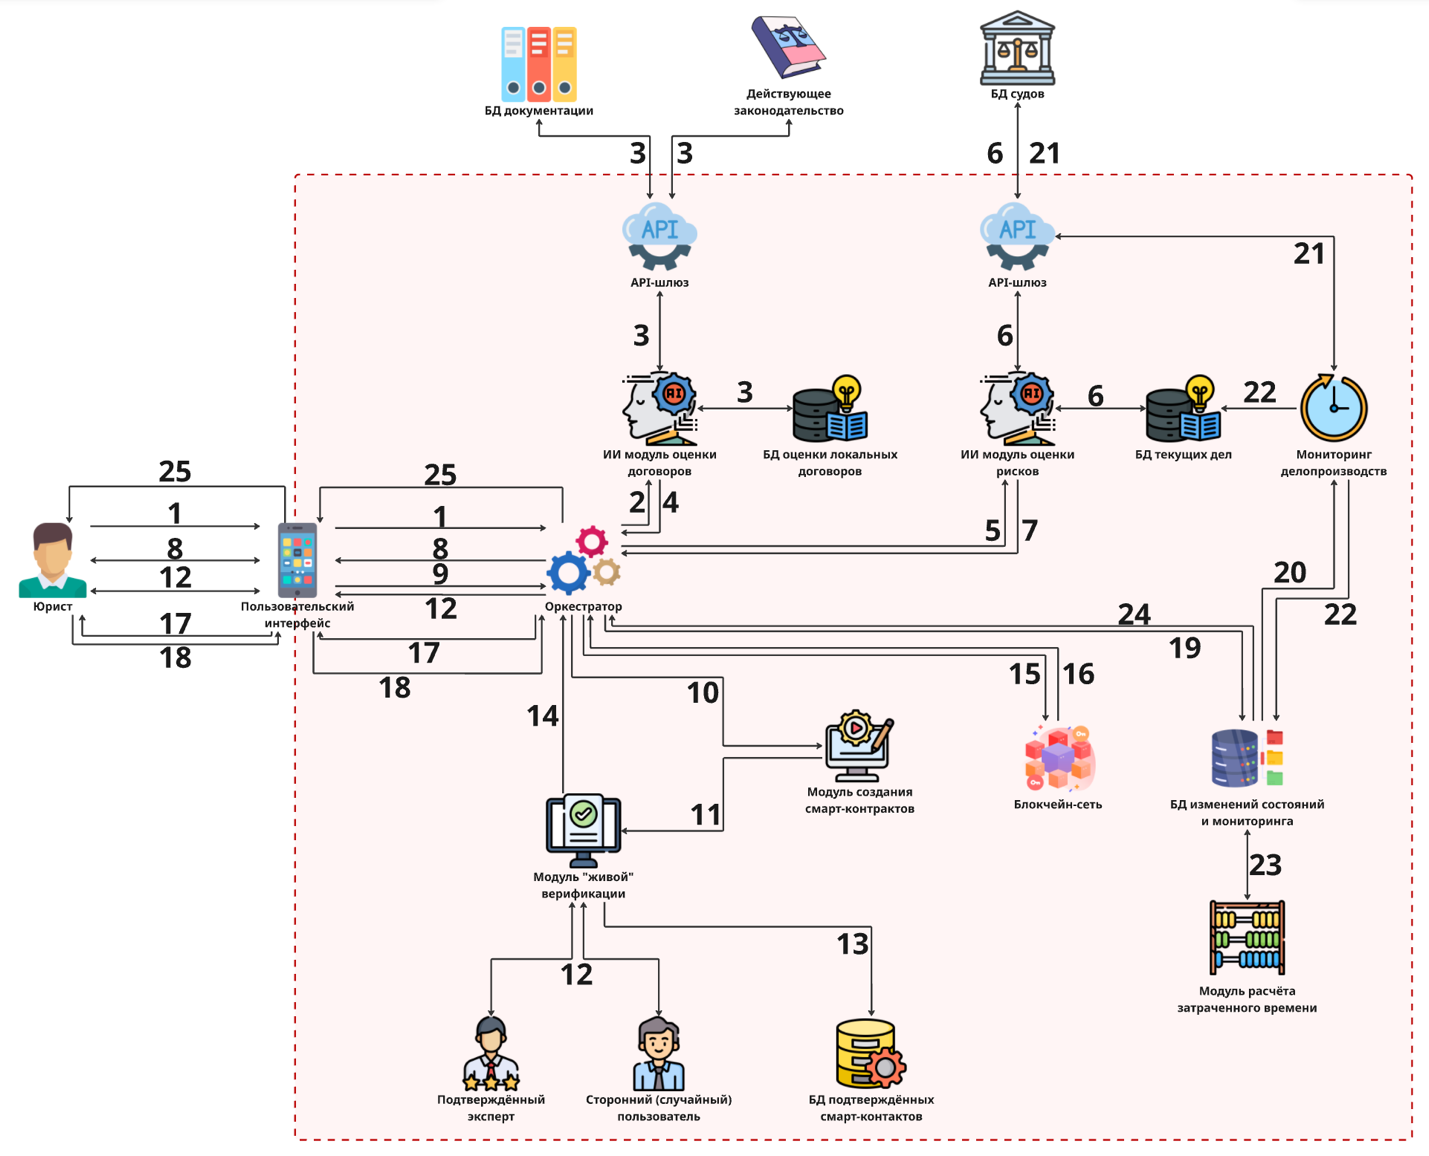 БД документации
Действующее
законодательство
БД судов
3
3
6
21
API
API-шлюз
API
API-шлюз
21
3
6
AI
ИИ модуль оценки
договоров
3
БД оценки локальных
договоров
AI
ИИ модуль оценки
рисков
6
БД текущих дел
22
Мониторинг
делопроизводств
25
25
2
4
1
1
5
7
8
8
12
9
12
20
22
Юрист
Пользовательский
интерфейс
Оркестратор
17
18
17
18
24
19
15
16
10
14
11
Модуль создания
смарт-контрактов
Блокчейн-сеть
БД изменений состояний
и мониторинга
23
Модуль "живой"
верификации
13
12
Модуль расчёта
затраченного времени
Подтверждённый
эксперт
Сторонний (случайный)
пользователь
БД подтверждённых
смарт-контактов